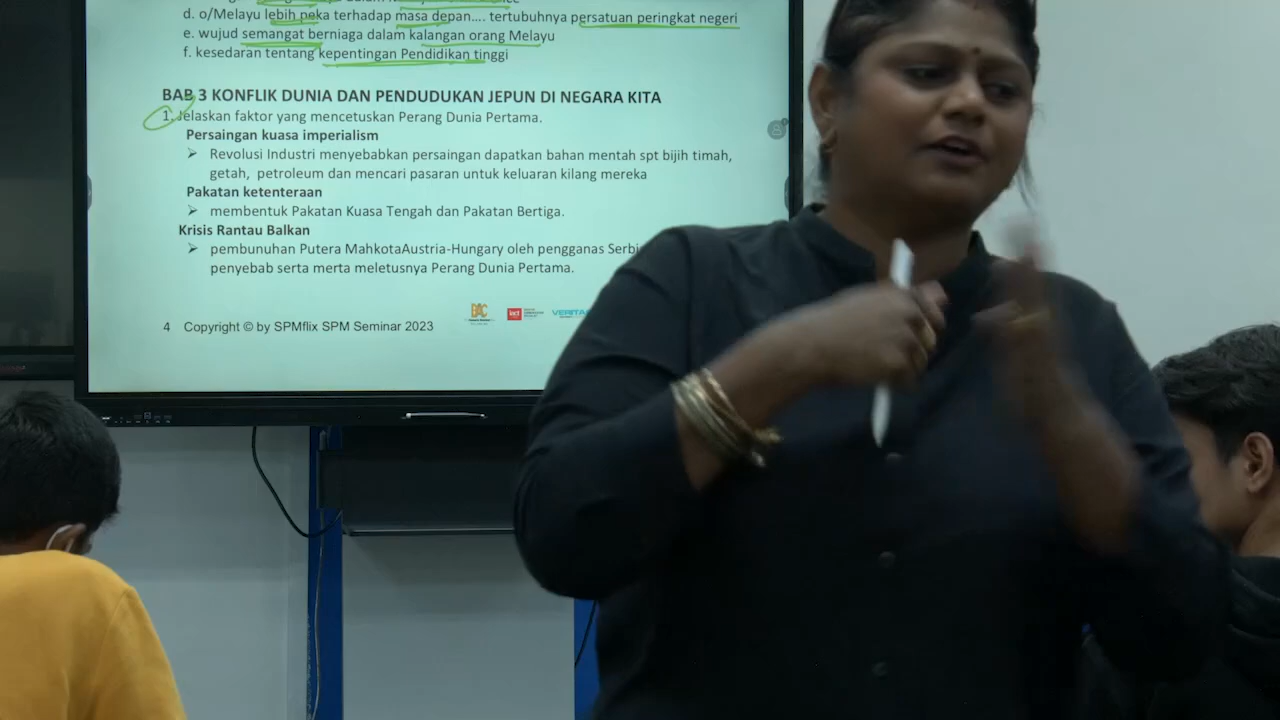 d. o/Melayu lebih peka terhadap masa depan.... tertubuhnya persatuan peringkat negeri
e. wujud semangat berniaga dalam kalangan orang Melayu
f. kesedaran tentang kepentingan Pendidikan tinggi
BAB 3 KONFLIK DUNIA DAN PENDUDUKAN JEPUN DI NEGARA KITA
1. Jelaskan faktor yang mencetuskan Perang Dunia Pertama.
Persaingan kuasa imperialism
➢ Revolusi Industri menyebabkan persaingan dapatkan bahan mentah spt bijih timah,
getah, petroleum dan mencari pasaran untuk keluaran kilang mereka
Pakatan ketenteraan
➢ membentuk Pakatan Kuasa Tengah dan Pakatan Bertiga.
Krisis Rantau Balkan
➢ pembunuhan Putera MahkotaAustria-Hungary oleh pengganas
penyebab serta merta meletusnya Perang Dunia Pertama.
4 Copyright © by SPMflix SPM Seminar 2023
BAC